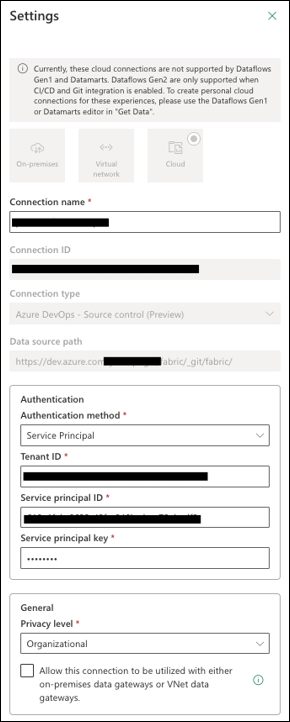 Settings
Currently, these cloud connections are not supported by Dataflows
Gen1 and Datamarts. Dataflows Gen2 are only supported when
CI/CD and Git integration is enabled. To create personal cloud
connections for these experiences, please use the Dataflows Gen1
or Datamarts editor in "Get Data".
On-premises
Virtual
network
Cloud
Connection name *
Connection ID
Connection type
Azure DevOps - Source control (Preview)
Data source path
https://dev.azure.com fabric/_git/fabric/
Authentication
Authentication method *
Service Principal
Tenant ID *
Service principal ID *
Service principal key *
••••••••
General
Privacy level *
Organizational
Allow this connection to be utilized with either
on-premises data gateways or VNet data
gateways.